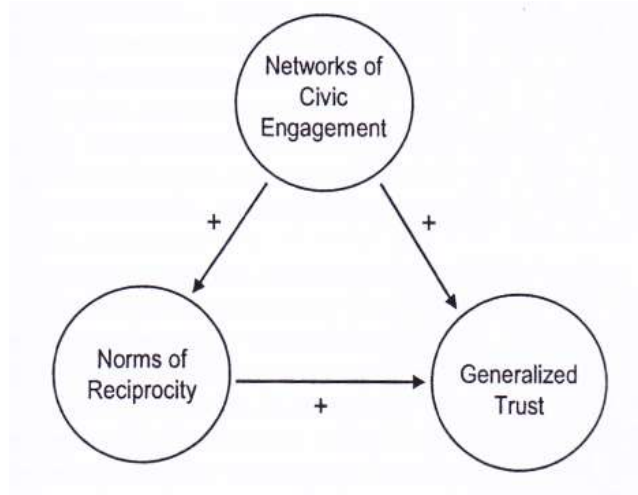 Networks of
Civic
Engagement
+
+
Norms of
Reciprocity
+
Generalized
Trust